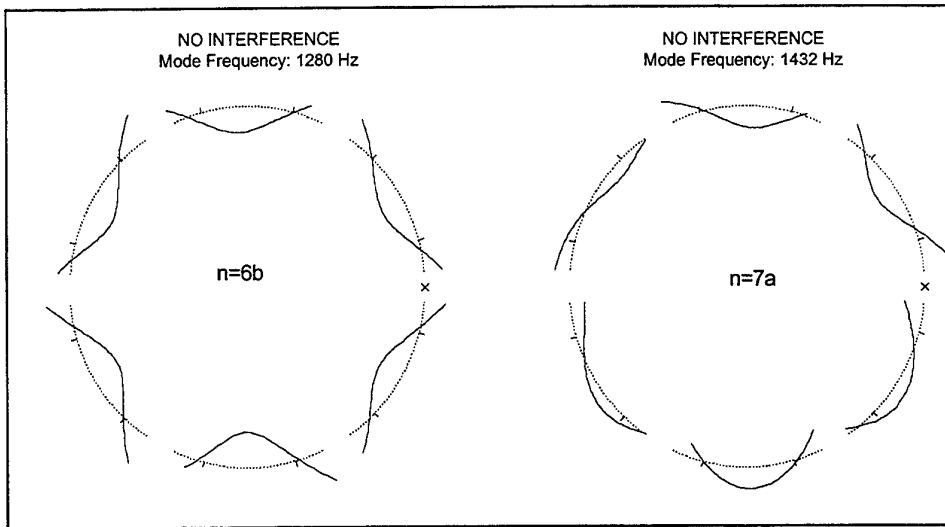 NO INTERFERENCE
Mode Frequency: 1280 Hz
n=6b
NO INTERFERENCE
Mode Frequency: 1432 Hz
n=7a